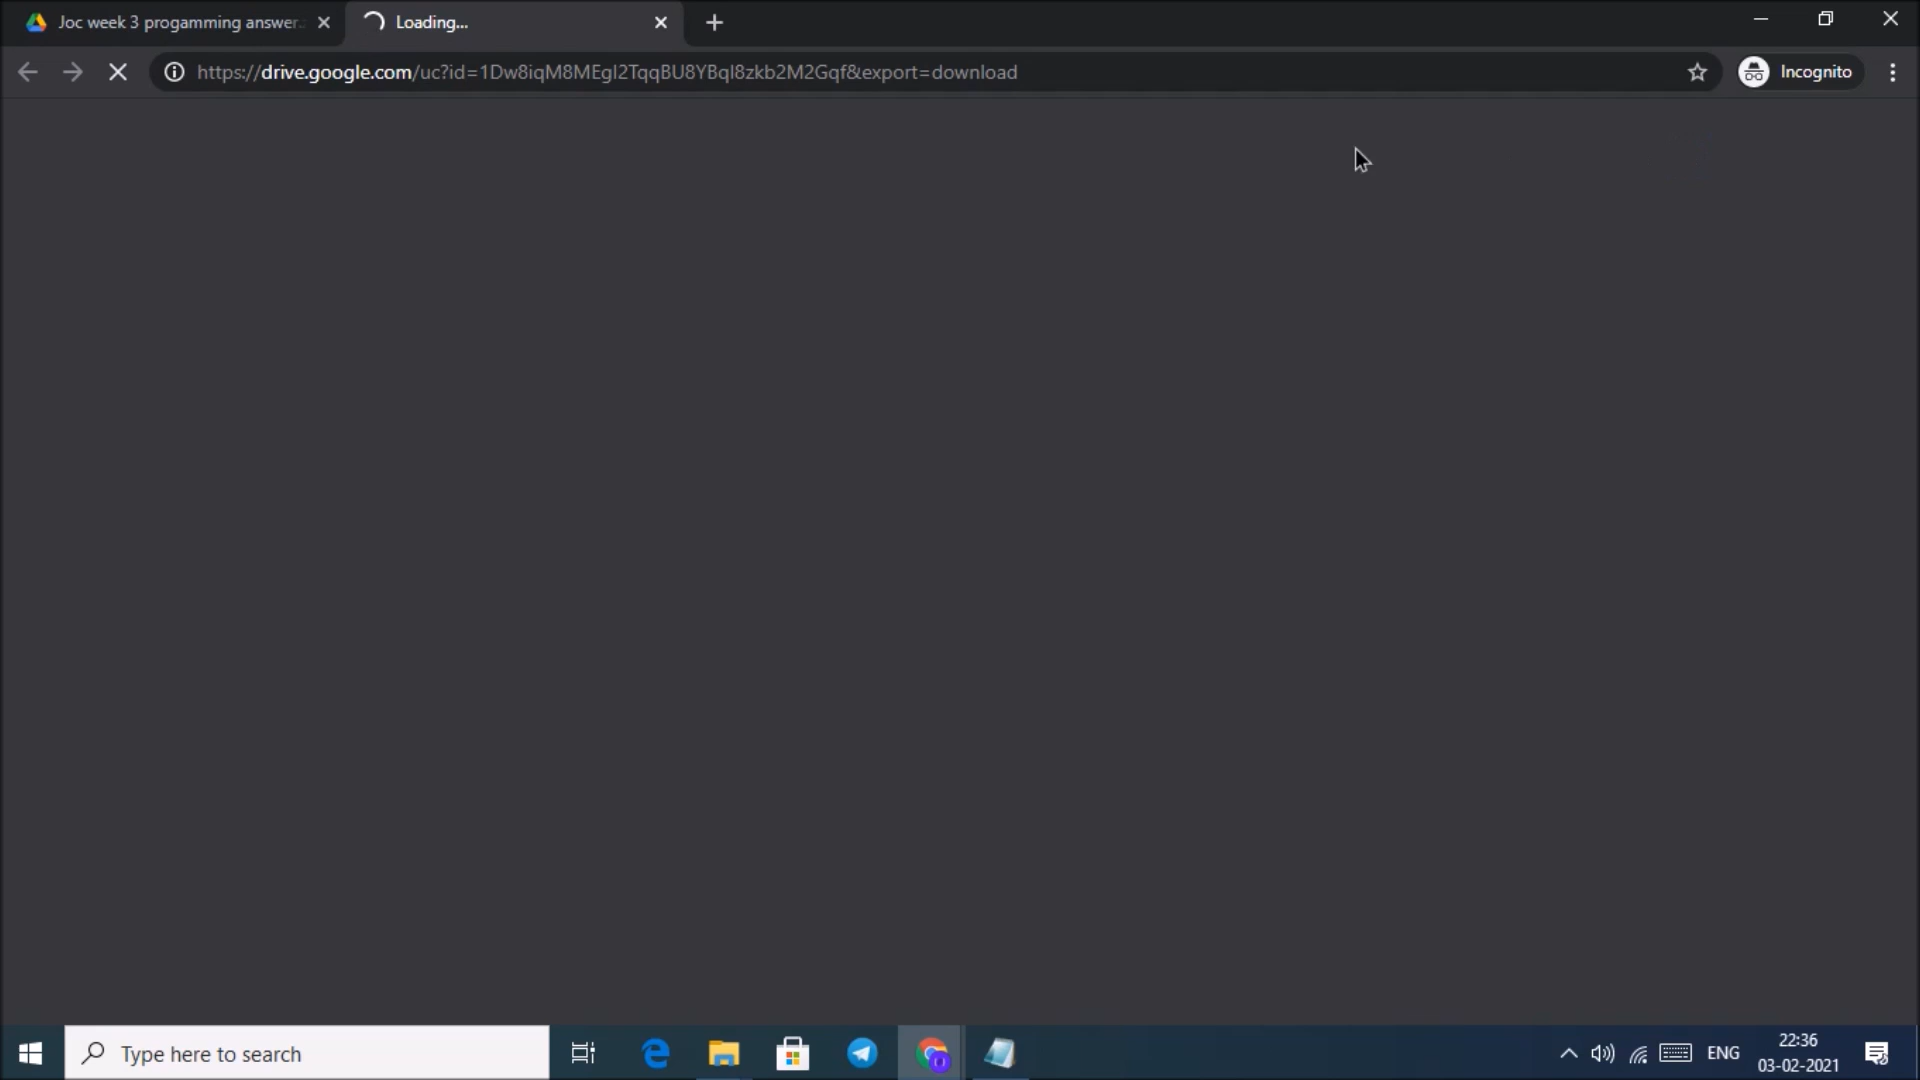 Joc week 3 progamming answer.
Loading...
https://drive.google.com/uc?id=1Dw8iqM8MEgl2TqqBU8YBql8zkb2M2Gqf&export=download
Incognito
Type here to search
ENG
22:36
03-02-2021